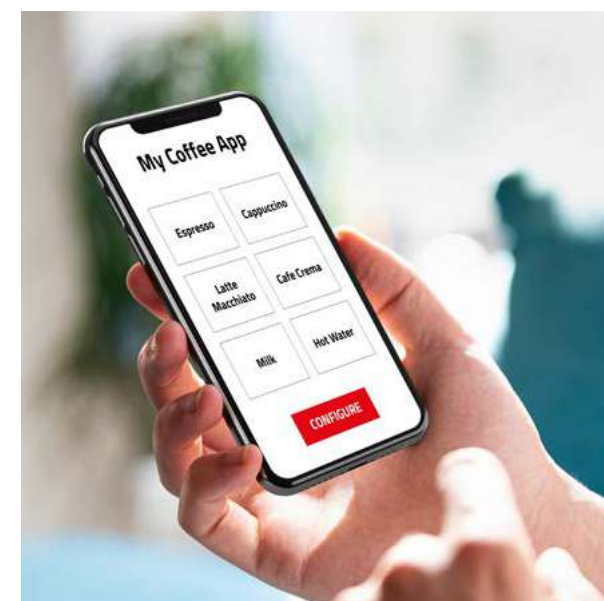 My Coffee App
Espresso
Cappuccino
Latte
Macchiato
Cafe Crema
Milk
Hot Water
CONFIGURE